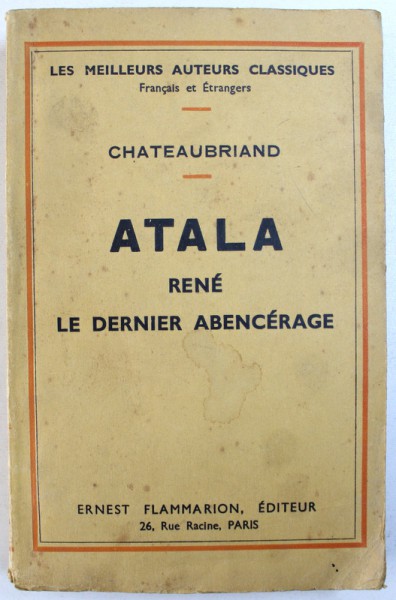 LES MEILLEURS AUTEURS CLASSIQUES
Français et Étrangers
CHATEAUBRIAND
ATALA
RENÉ
LE DERNIER ABENCÉRAGE
ERNEST FLAMMARION, ÉDITEUR
26, Rue Racine, PARIS